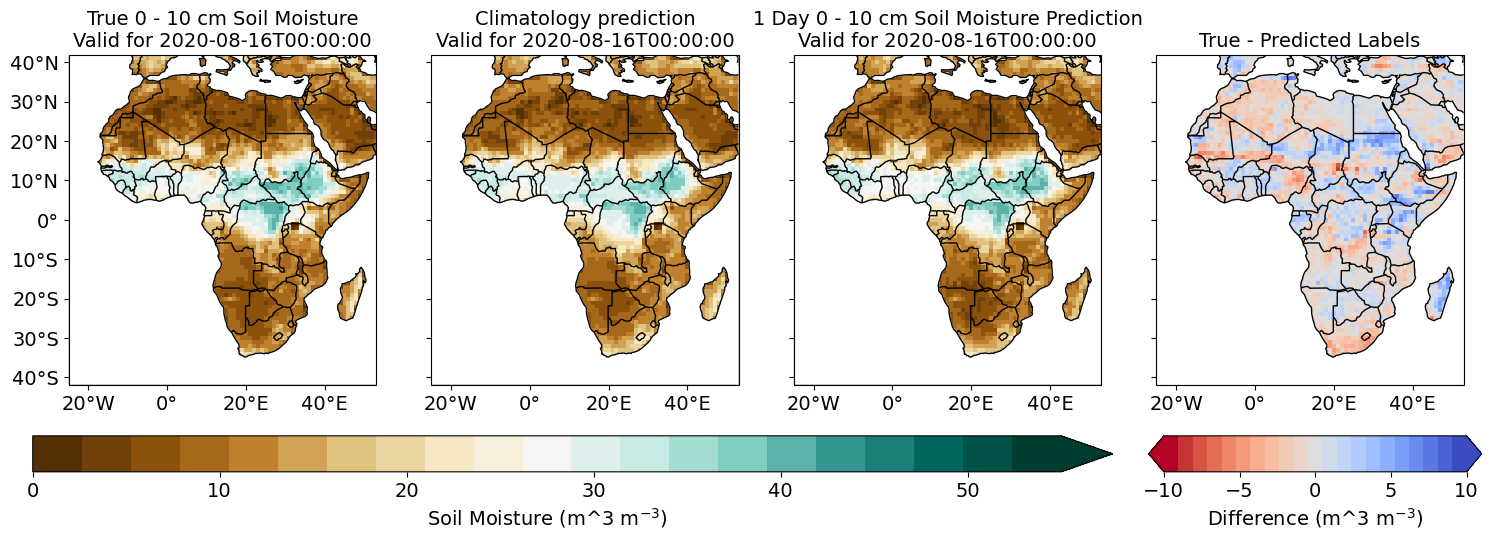 True 0 - 10 cm Soil Moisture
Valid for 2020-08-16T00:00:00
Climatology prediction
Valid for 2020-08-16T00:00:00
1 Day 0 - 10 cm Soil Moisture Prediction
Valid for 2020-08-16T00:00:00
True - Predicted Labels
40°N
30°N
20°N
10°N
0°
10°S
20°S
30°S
40°S
20°W 0° 20°E 40°E
20°W 0° 20°E 40°E
20°W 0° 20°E 40°E
20°W 0° 20°E 40°E
0 10 20 30 40 50
Soil Moisture (m^3 m⁻³)
−10 −5 0 5 10
Difference (m^3 m⁻³)